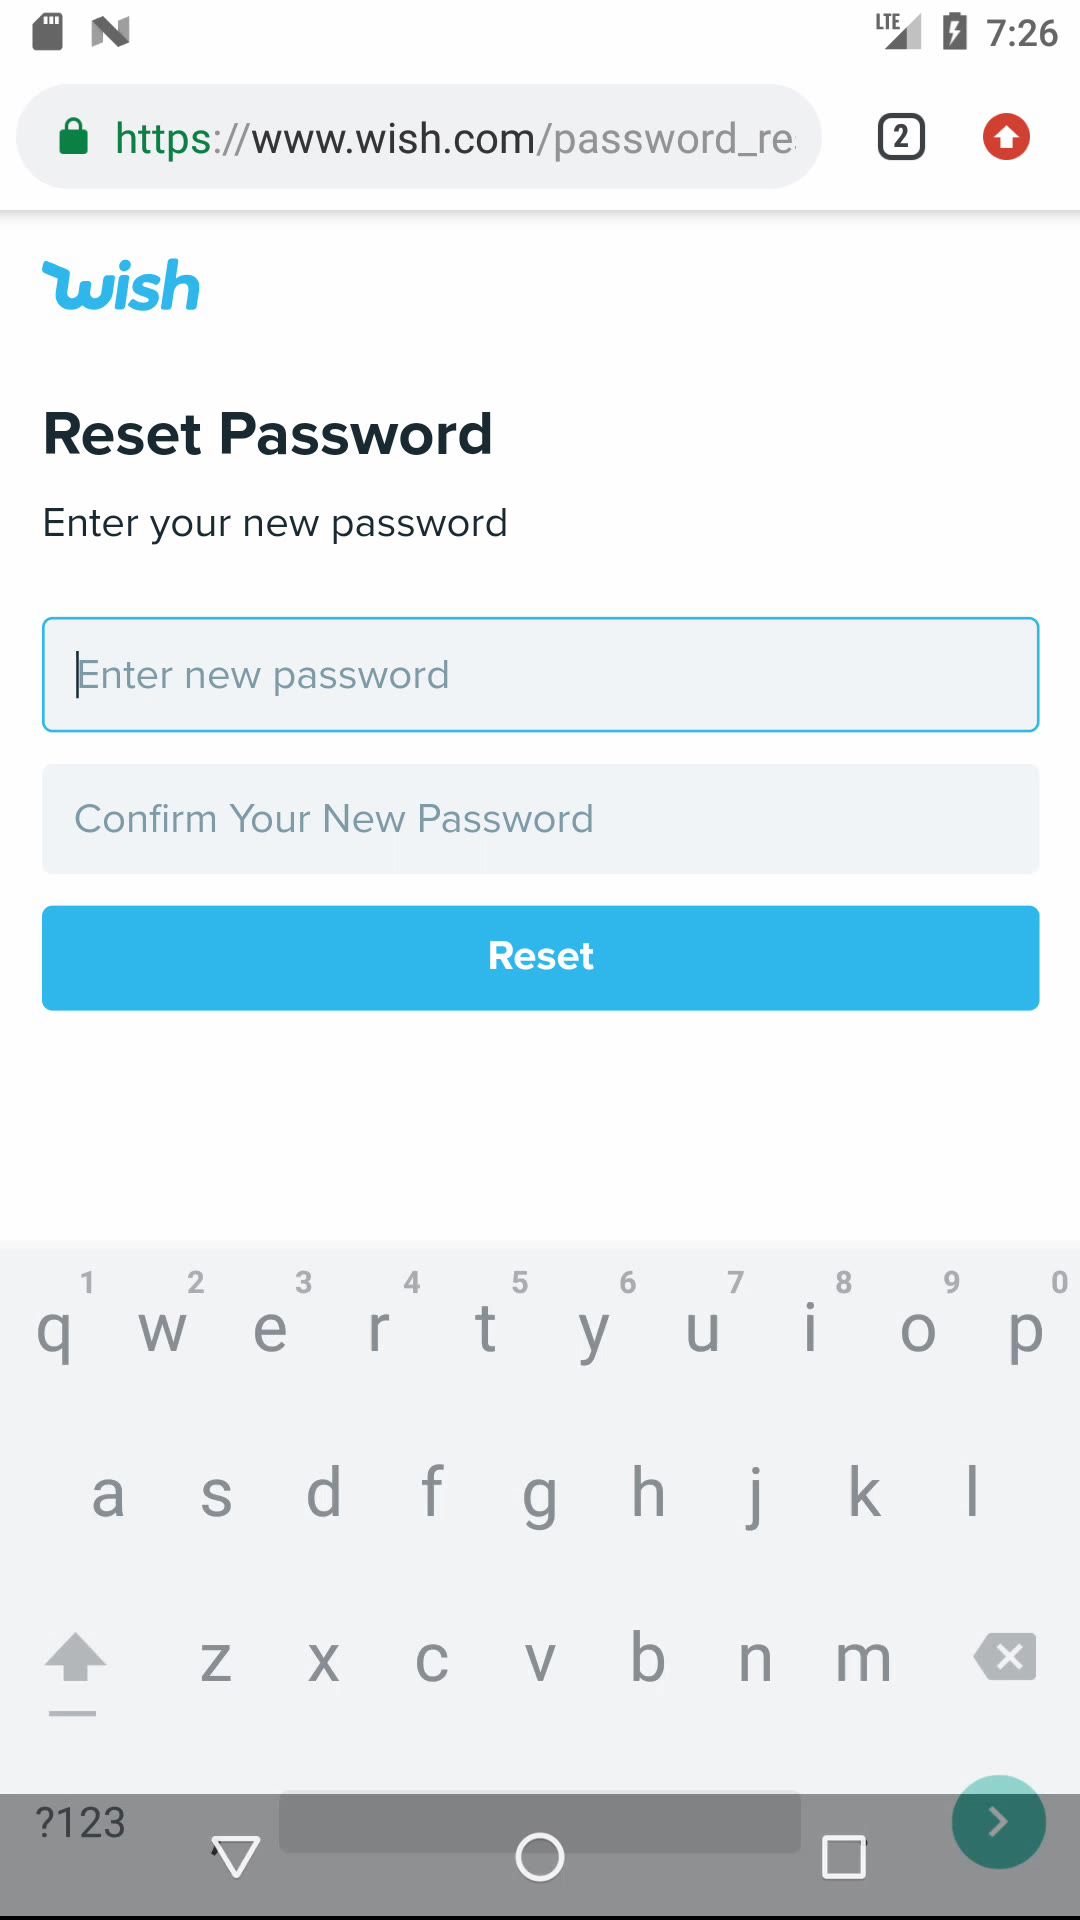 LTE 7:26
https://www.wish.com/password_re
2
wish
Reset Password
Enter your new password
Enter new password
Confirm Your New Password
Reset
1 2 3 4 5 6 7 8 9 0
q w e r t y u i o p
a s d f g h j k l
z x c v b n m
?123